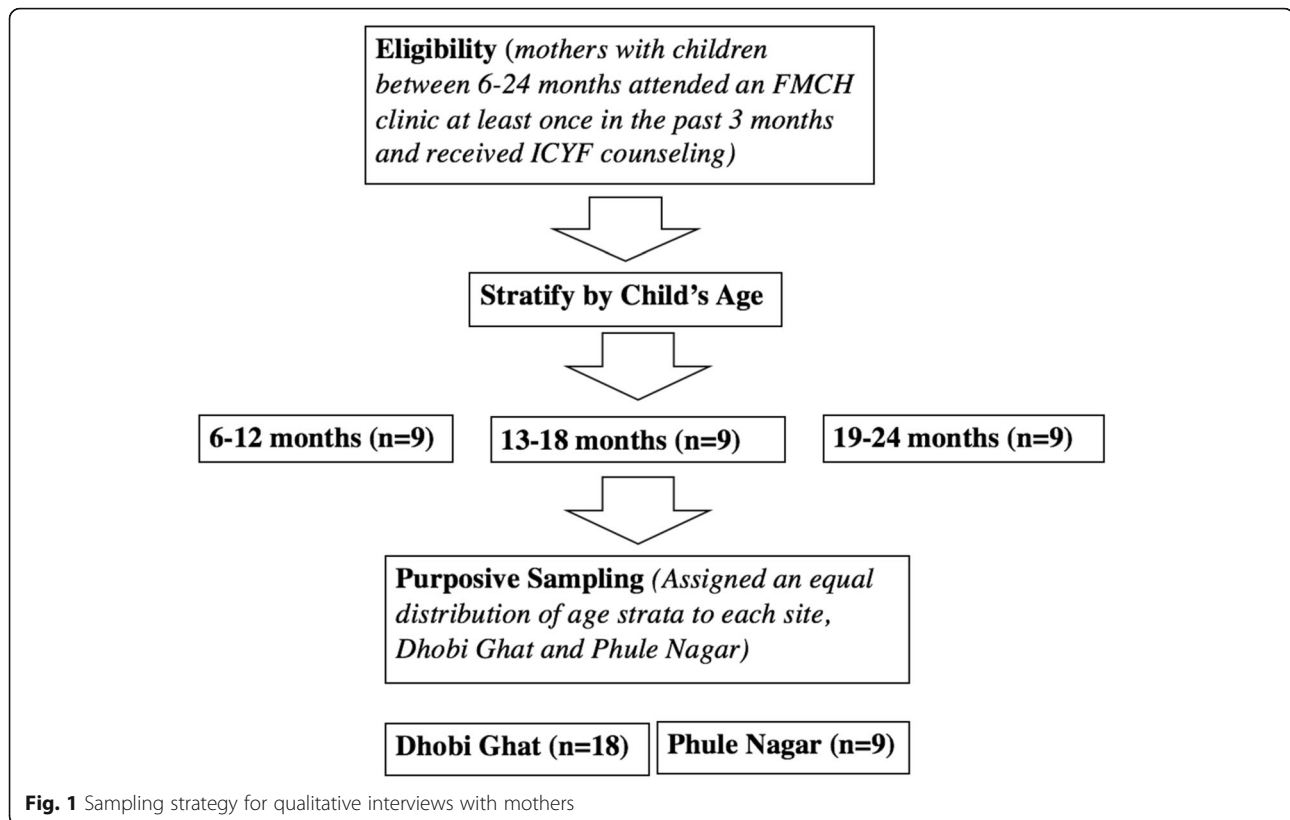 Eligibility (mothers with children
between 6-24 months attended an FMCH
clinic at least once in the past 3 months
and received ICYF counseling)
Stratify by Child's Age
6-12 months (n=9)
13-18 months (n=9)
19-24 months (n=9)
Purposive Sampling (Assigned an equal
distribution of age strata to each site,
Dhobi Ghat and Phule Nagar)
Dhobi Ghat (n=18)
Phule Nagar (n=9)
Fig. 1 Sampling strategy for qualitative interviews with mothers